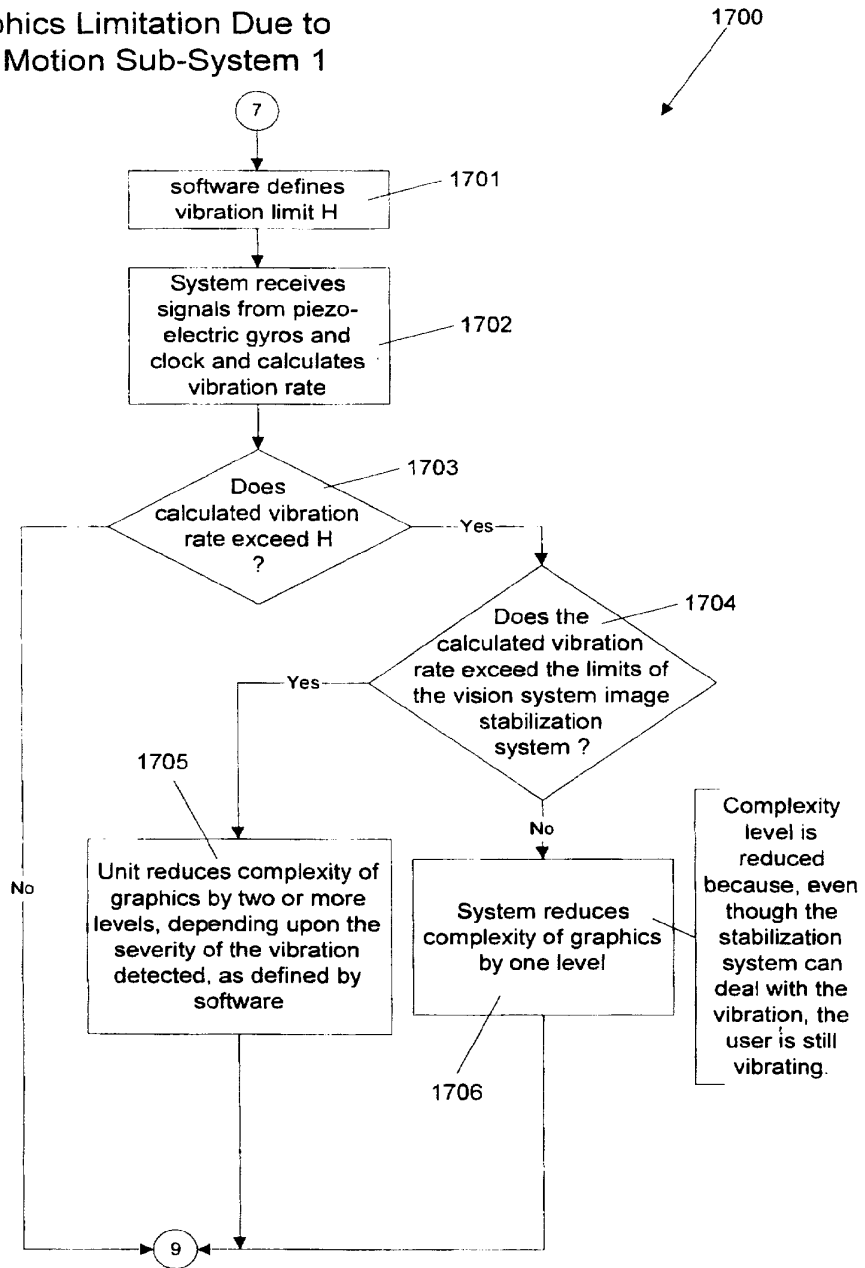 phics Limitation Due to
Motion Sub-System 1
1700
7
software defines
vibration limit H
1701
System receives
signals from piezo-
electric gyros and
clock and calculates
vibration rate
1702
Does
calculated vibration
rate exceed H
?
1703
Yes
No
Does the
calculated vibration
rate exceed the limits of
the vision system image
stabilization
system ?
1704
Yes
No
1705
Unit reduces complexity of
graphics by two or more
levels, depending upon the
severity of the vibration
detected, as defined by
software
System reduces
complexity of graphics
by one level
1706
Complexity
level is
reduced
because, even
though the
stabilization
system can
deal with the
vibration, the
user is still
vibrating.
9